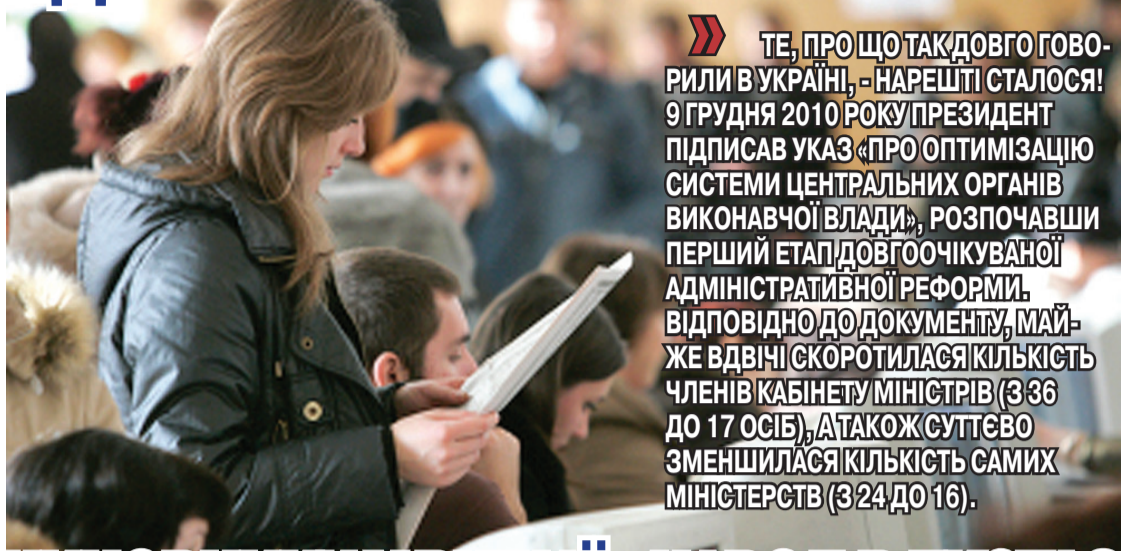 ТЕ, ПРО ЩО ТАК ДОВГО ГОВО-
РИЛИ В УКРАЇНІ, - НАРЕШТІ СТАЛОСЯ!
9 ГРУДНЯ 2010 РОКУ ПРЕЗИДЕНТ
ПІДПИСАВ УКАЗ «ПРО ОПТИМІЗАЦІЮ
СИСТЕМИ ЦЕНТРАЛЬНИХ ОРГАНІВ
ВИКОНАВЧОЇ ВЛАДИ», РОЗПОЧАВШИ
ПЕРШИЙ ЕТАП ДОВГООЧІКУВАНОЇ
АДМІНІСТРАТИВНОЇ РЕФОРМИ.
ВІДПОВІДНО ДО ДОКУМЕНТУ, МАЙ-
ЖЕ ВДВІЧІ СКОРОТИЛАСЯ КІЛЬКІСТЬ
ЧЛЕНІВ КАБІНЕТУ МІНІСТРІВ (З 36
ДО 17 ОСІБ), А ТАКОЖ СУТТЄВО
ЗМЕНШИЛАСЯ КІЛЬКІСТЬ САМИХ
МІНІСТЕРСТВ (З 24 ДО 16).